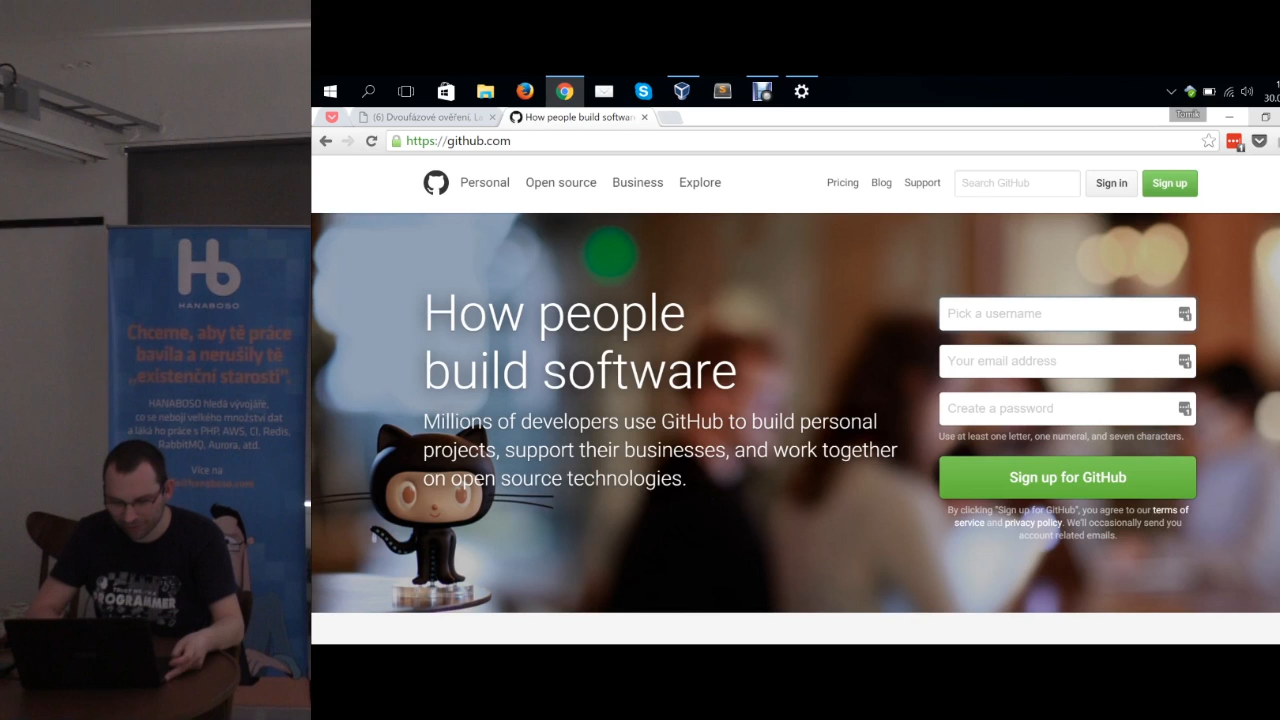 Hb
HANABOSO
Chceme, aby tě práce
bavila a nerušily tě
„existenční starosti".
HANABOSO hledá vývojáře,
co se nebojí velkého množství dat
a láká ho práce s PHP, AWS, CI, Redis,
RabbitMQ, Aurora, atd.
Více na
PROGRAMMER
30.0
(6) Dvoufázové ověření, La
How people build softwar
Tomík
https://github.com
Personal
Open source
Business
Explore
Pricing
Blog
Support
Search GitHub
Sign in
Sign up
How people
build software
Millions of developers use GitHub to build personal
projects, support their businesses, and work together
on open source technologies.
Pick a username
Your email address
Create a password
Use at least one letter, one numeral, and seven characters.
Sign up for GitHub
By clicking "Sign up for GitHub", you agree to our terms of
service and privacy policy. We'll occasionally send you
account related emails.